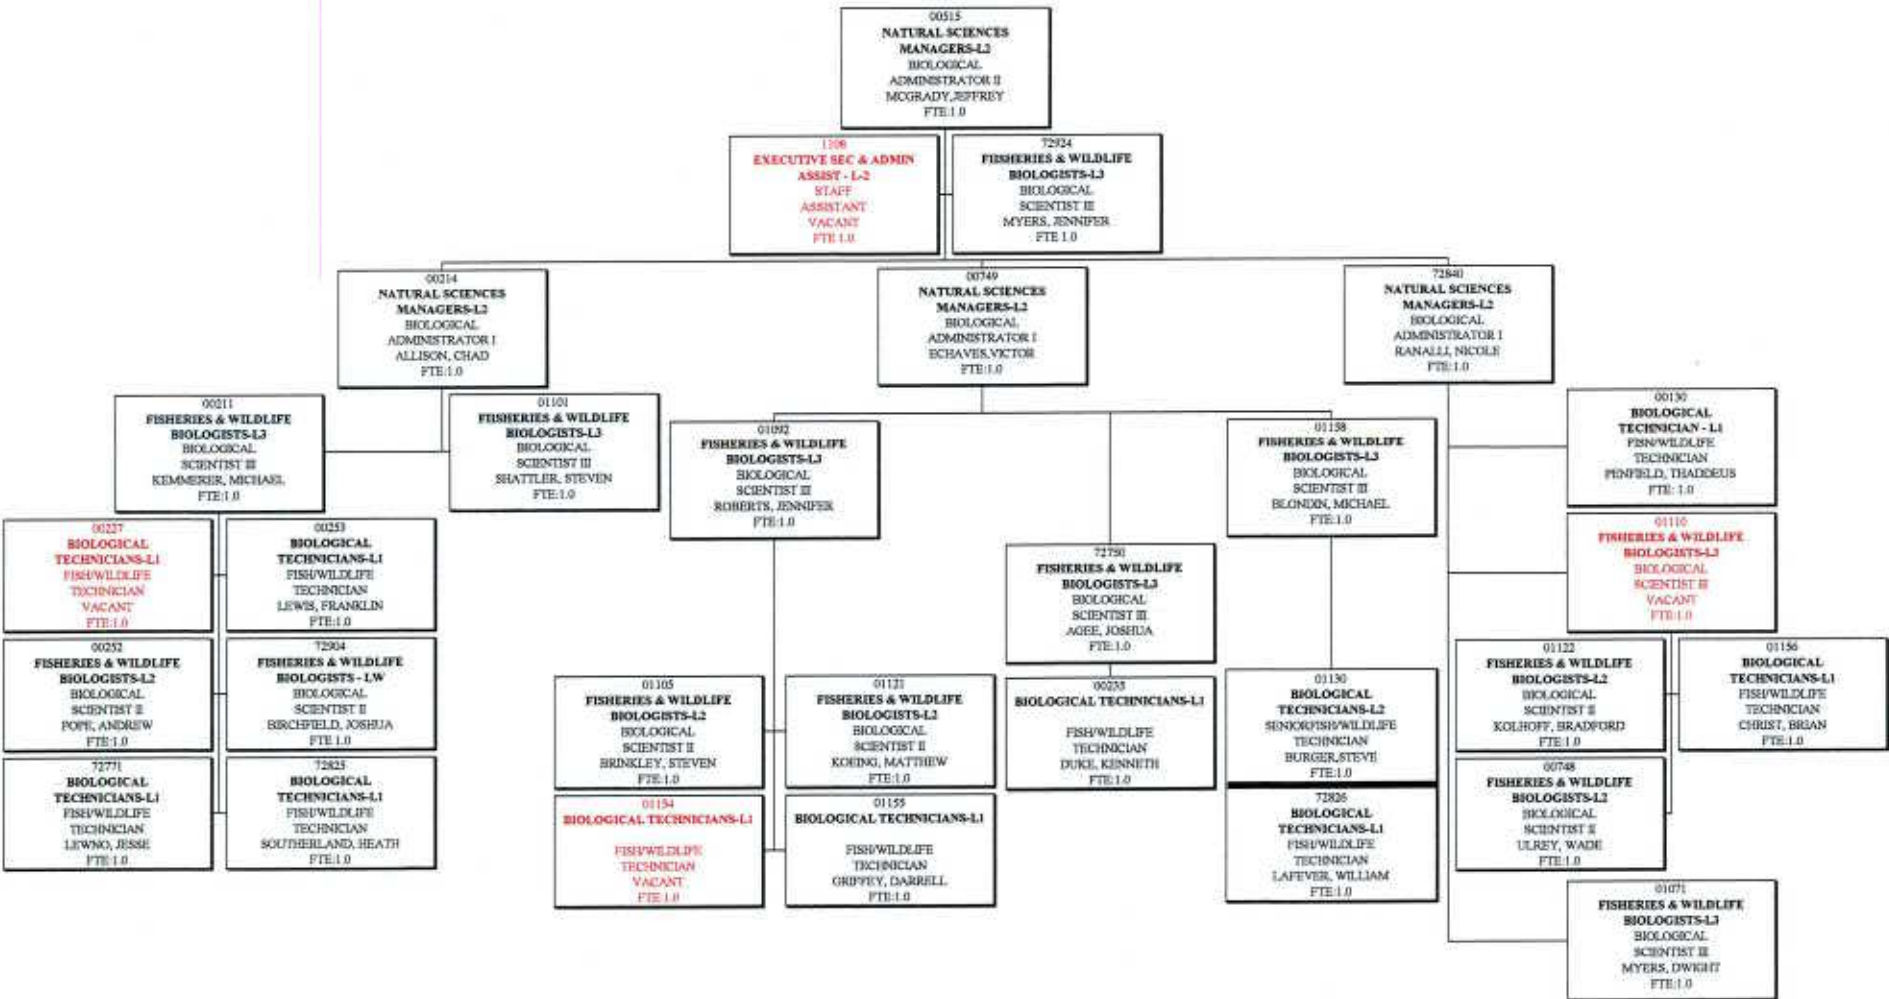 00515
NATURAL SCIENCES
MANAGERS-L2
BIOLOGICAL
ADMINISTRATOR II
MCGRADY,JEFFREY
FTE:1.0
1108
EXECUTIVE SEC & ADMIN
ASSIST - L-2
STAFF
ASSISTANT
VACANT
FTE 1.0
72924
FIISHERIES & WILDLIFE
BIOLOGISTS-L3
BIOLOGICAL
SCIENTIST III
MYERS, JENNIFER
FTE 1.0
00214
NATURAL SCIENCES
MANAGERS-L2
BIOLOGICAL
ADMINISTRATOR I
ALLISON, CHAD
FTE:1.0
00749
NATURAL SCIENCES
MANAGERS-L2
BIOLOGICAL
ADMINISTRATOR I
ECHAVES,VICTOR
FTE:1.0
72840
NATURAL SCIENCES
MANAGERS-L2
BIOLOGICAL
ADMINISTRATOR I
RANALLI, NICOLE
FTE:1.0
00211
FISHERIES & WILDLIFE
BIOLOGISTS-L3
BIOLOGICAL
SCIENTIST III
KEMMERER, MICHAEL
FTE:1.0
01101
FIISHERIES & WILDLIFE
BIOLOGISTS-L3
BIOLOGICAL
SCIENTIST III
SHATTLER, STEVEN
FTE:1.0
01092
FISHERIES & WILDLIFE
BIOLOGISTS-L3
BIOLOGICAL
SCIENTIST III
ROBERTS, JENNIFER
FTE:1.0
01158
FISHERIES & WILDLIFE
BIOLOGISTS-L3
BIOLOGICAL
SCIENTIST III
BLONDIN, MICHAEL
FTE:1.0
00130
BIOLOGICAL
TECHNICIAN - L1
FISN/WILDLIFE
TECHNICIAN
PENFIELD, THADDEUS
FTE: 1.0
00227
BIOLOGICAL
TECHNICIANS-L1
FISH/WILDLIFE
TECHNICIAN
VACANT
FTE:1.0
00253
BIOLOGICAL
TECHNICIANS-L1
FISH/WILDLIFE
TECHNICIAN
LEWIS, FRANKLIN
FTE:1.0
72750
FISHERIES & WILDLIFE
BIOLOGISTS-L3
BIOLOGICAL
SCIENTIST III
AGEE, JOSHUA
FTE:1.0
01110
FISHERIES & WILDLIFE
BIOLOGISTS-L3
BIOLOGICAL
SCIENTIST III
VACANT
FTE:1.0
00252
FISHERIES & WILDLIFE
BIOLOGISTS-L2
BIOLOGICAL
SCIENTIST II
POPE, ANDREW
FTE:1.0
72904
FISHERIES & WILDLIFE
BIOLOGISTS - LW
BIOLOGICAL
SCIENTIST II
BIRCHFIELD, JOSHUA
FTE 1.0
01105
FISHERIES & WILDLIFE
BIOLOGISTS-L2
BIOLOGICAL
SCIENTIST II
BRINKLEY, STEVEN
FTE:1.0
01121
FISHERIES & WILDLIFE
BIOLOGISTS-L2
BIOLOGICAL
SCIENTIST II
KOEING, MATTHEW
FTE:1.0
00235
BIOLOGICAL TECHNICIANS-L1
FISH/WILDLIFE
TECHNICIAN
DUKE, KENNETH
FTE:1.0
01130
BIOLOGICAL
TECHNICIANS-L2
SENIORFISH/WILDLIFE
TECHNICIAN
BURGER,STEVE
FTE:1.0
01122
FISHERIES & WILDLIFE
BIOLOGISTS-L2
BIOLOGICAL
SCIENTIST II
KOLHOFF, BRADFORD
FTE:1.0
01156
BIOLOGICAL
TECHNICIANS-L1
FISH/WILDLIFE
TECHNICIAN
CHRIST, BRIAN
FTE:1.0
72771
BIOLOGICAL
TECHNICIANS-L1
FISH/WILDLIFE
TECHNICIAN
LEWNO, JESSE
FTE:1.0
72825
BIOLOGICAL
TECHNICIANS-L1
FISH/WILDLIFE
TECHNICIAN
SOUTHERLAND, HEATH
FTE:1.0
01154
BIOLOGICAL TECHNICIANS-L1
FISH/WILDLIFE
TECHNICIAN
VACANT
FTE:1.0
01155
BIOLOGICAL TECHNICIANS-L1
FISH/WILDLIFE
TECHNICIAN
GRIFFEY, DARRELL
FTE:1.0
72826
BIOLOGICAL
TECHNICIANS-L1
FISH/WILDLIFE
TECHNICIAN
LAFEVER, WILLIAM
FTE:1.0
00748
FISHERIES & WILDLIFE
BIOLOGISTS-L2
BIOLOGICAL
SCIENTIST II
ULREY, WADE
FTE:1.0
01071
FISHERIES & WILDLIFE
BIOLOGISTS-L3
BIOLOGICAL
SCIENTIST III
MYERS, DWIGHT
FTE:1.0